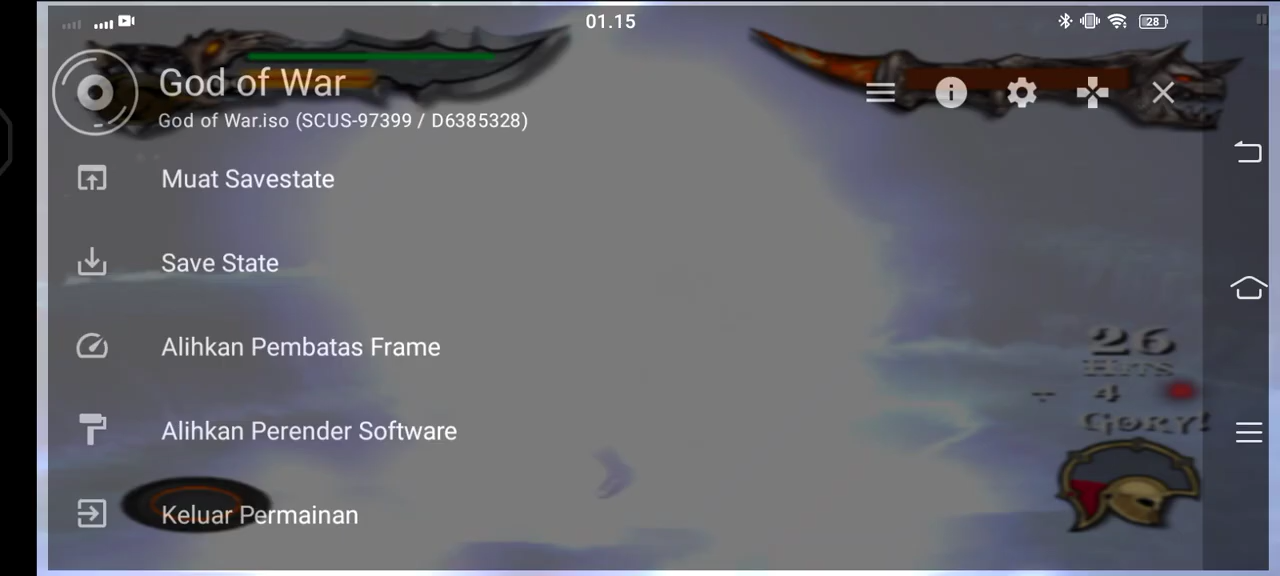 01.15
28
God of War
God of War.iso (SCUS-97399 / D6385328)
Muat Savestate
Save State
Alihkan Pembatas Frame
Alihkan Perender Software
Keluar Permainan
26
HITS
4
GORY!